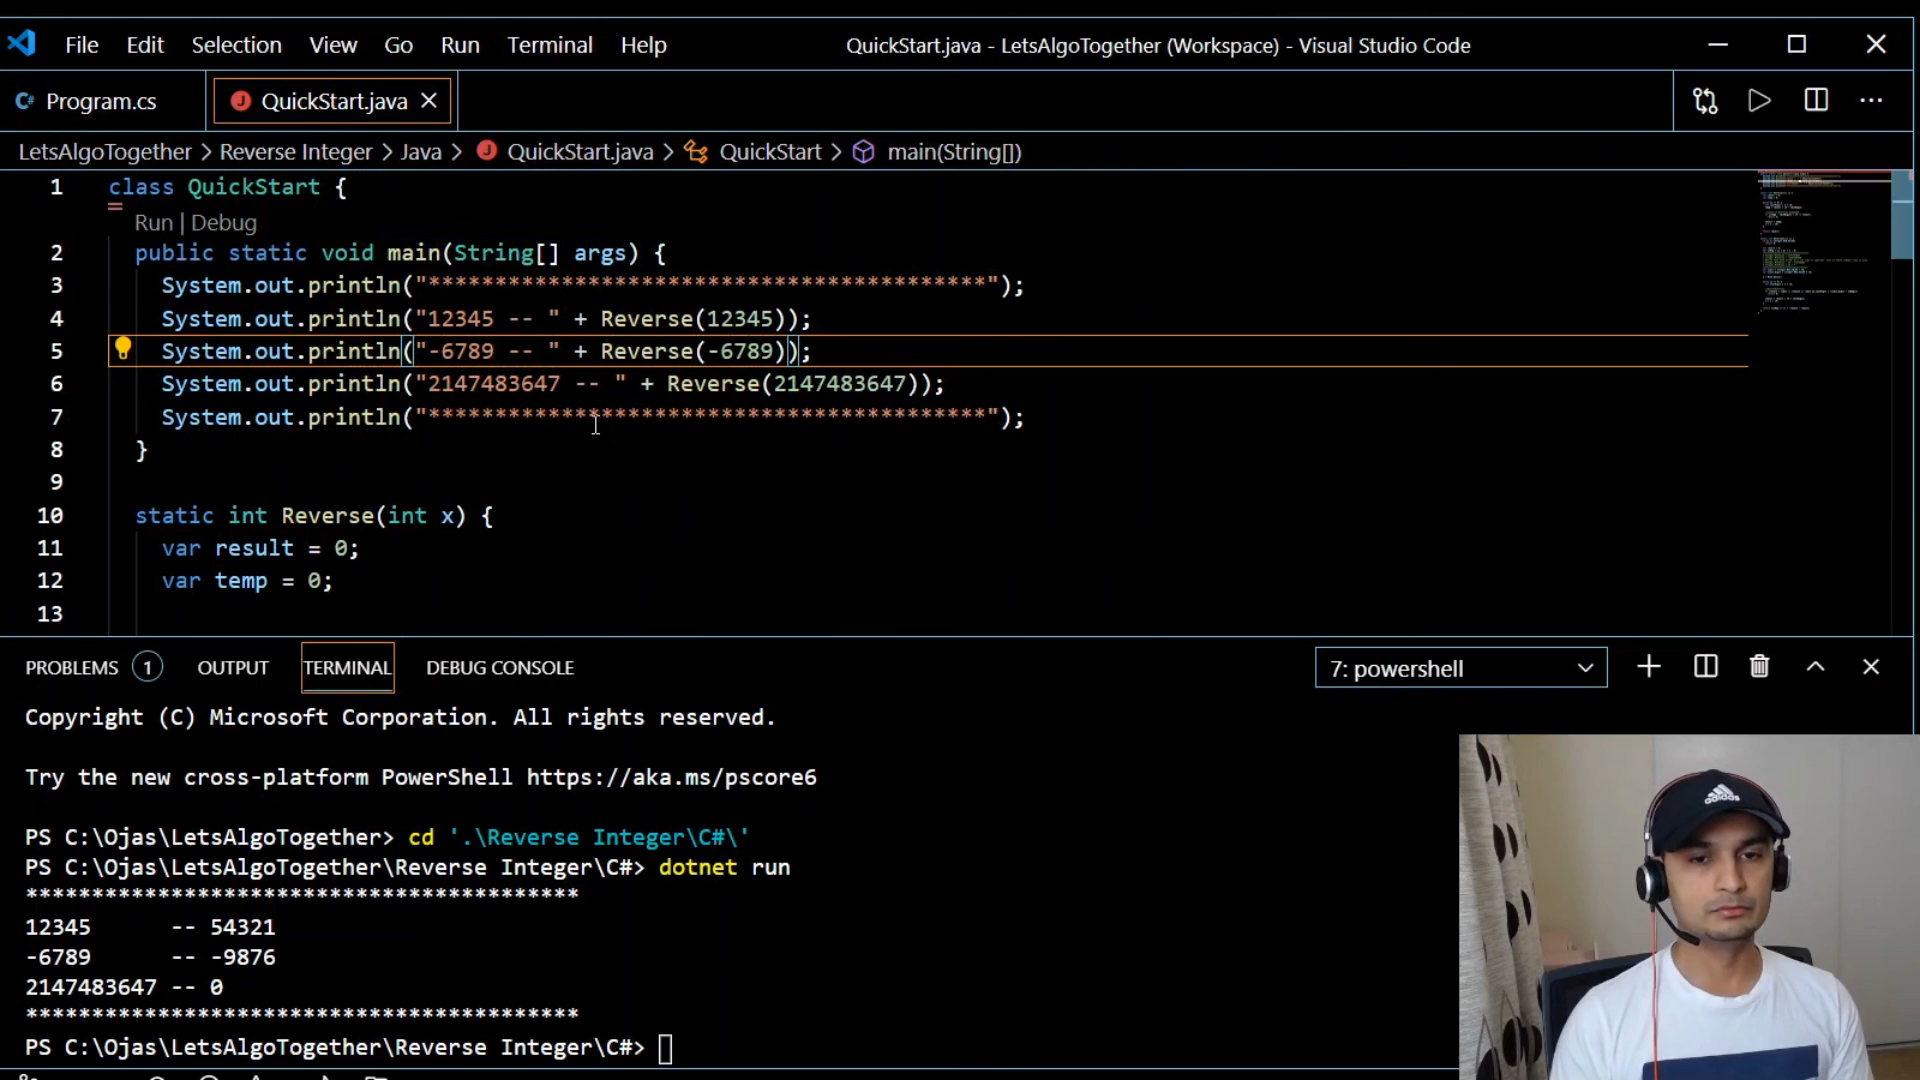 File Edit Selection View Go Run Terminal Help QuickStart.java - LetsAlgoTogether (Workspace) - Visual Studio Code
C# Program.cs J QuickStart.java
LetsAlgoTogether > Reverse Integer > Java > J QuickStart.java > QuickStart > main(String[])
1 class QuickStart {
Run | Debug
2 public static void main(String[] args) {
3 System.out.println("******************************************");
4 System.out.println("12345 -- " + Reverse(12345));
5 System.out.println("-6789 -- " + Reverse(-6789));
6 System.out.println("2147483647 -- " + Reverse(2147483647));
7 System.out.println("******************************************");
8 }
9
10 static int Reverse(int x) {
11 var result = 0;
12 var temp = 0;
13
PROBLEMS 1 OUTPUT TERMINAL DEBUG CONSOLE 7: powershell
Copyright (C) Microsoft Corporation. All rights reserved.
Try the new cross-platform PowerShell https://aka.ms/pscore6
PS C:\Ojas\LetsAlgoTogether> cd '.\Reverse Integer\C#\'
PS C:\Ojas\LetsAlgoTogether\Reverse Integer\C#> dotnet run
******************************************
12345 -- 54321
-6789 -- -9876
2147483647 -- 0
******************************************
PS C:\Ojas\LetsAlgoTogether\Reverse Integer\C#>
adidas